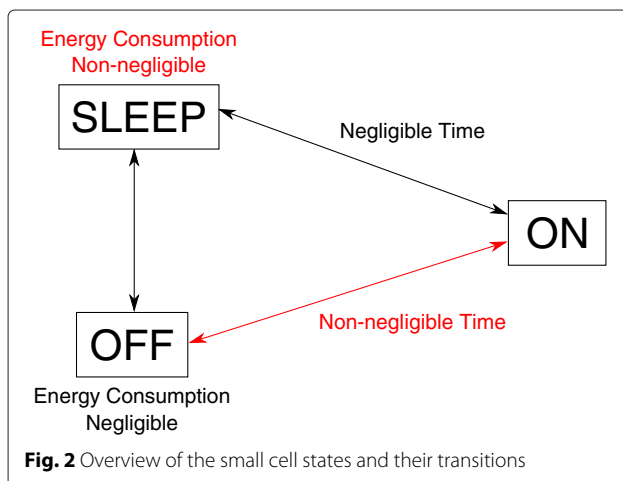 Energy Consumption
Non-negligible
SLEEP
Negligible Time
ON
Non-negligible Time
OFF
Energy Consumption
Negligible
Fig. 2 Overview of the small cell states and their transitions